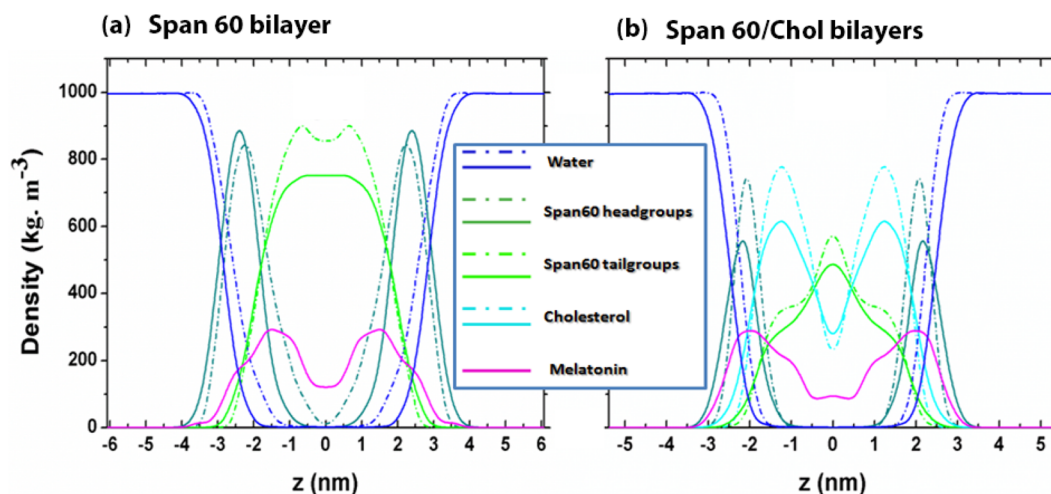 (a) Span 60 bilayer
(b) Span 60/Chol bilayers
Density (kg. m⁻³)
1000
800
600
400
200
0
-6 -5 -4 -3 -2 -1 0 1 2 3 4 5 6
z (nm)
Water
Span60 headgroups
Span60 tailgroups
Cholesterol
Melatonin
-5 -4 -3 -2 -1 0 1 2 3 4 5
z (nm)